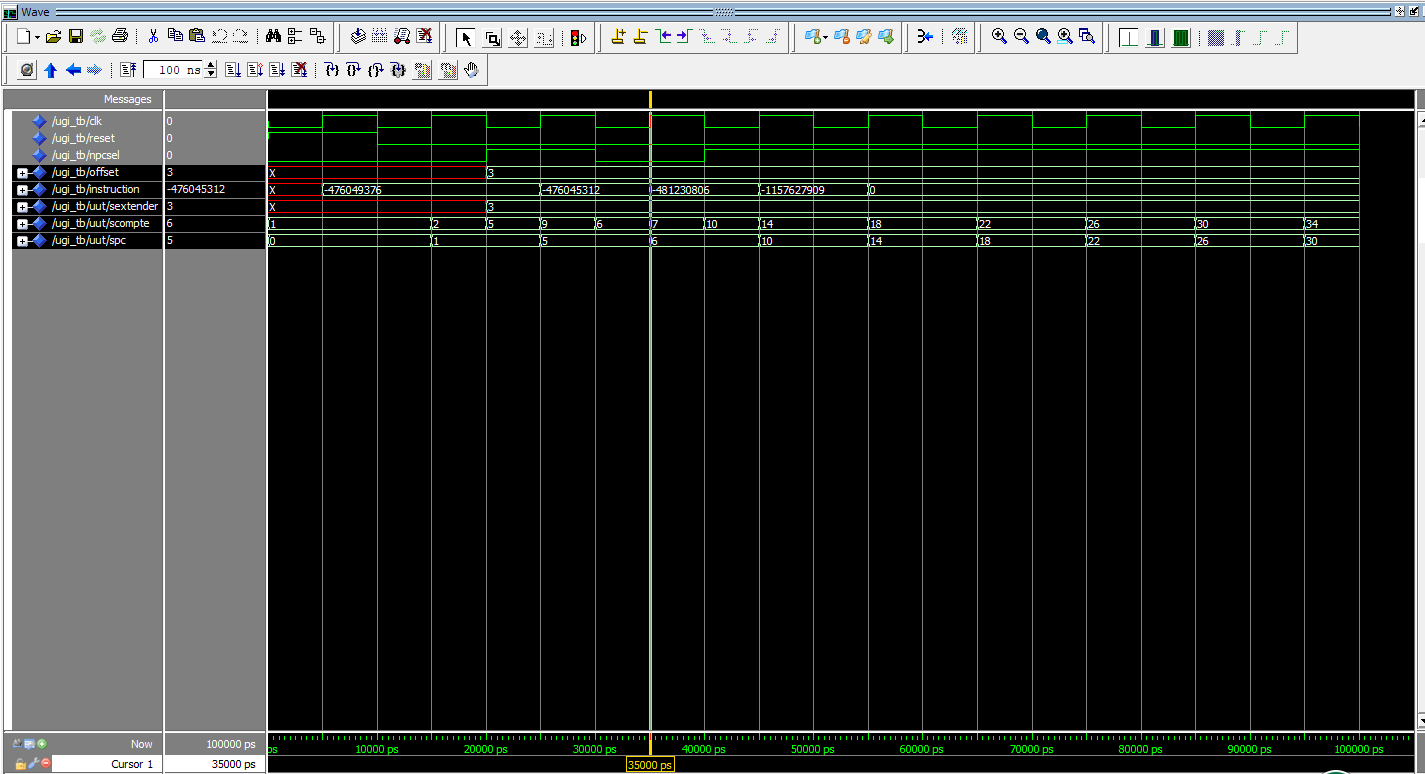 Wave
100 ns
Messages
/ugi_tb/clk 0
/ugi_tb/reset 0
/ugi_tb/npcsel 0
/ugi_tb/offset 3 X 3
/ugi_tb/instruction -476045312 X -476049376 -476045312 -481230806 -1157627909 0
/ugi_tb/uut/sextender 3 X 3
/ugi_tb/uut/scompte 6 1 2 5 9 6 7 10 14 18 22 26 30 34
/ugi_tb/uut/spc 5 0 1 5 6 10 14 18 22 26 30
Now 100000 ps ps 10000 ps 20000 ps 30000 ps 40000 ps 50000 ps 60000 ps 70000 ps 80000 ps 90000 ps 100000 ps
Cursor 1 35000 ps 35000 ps